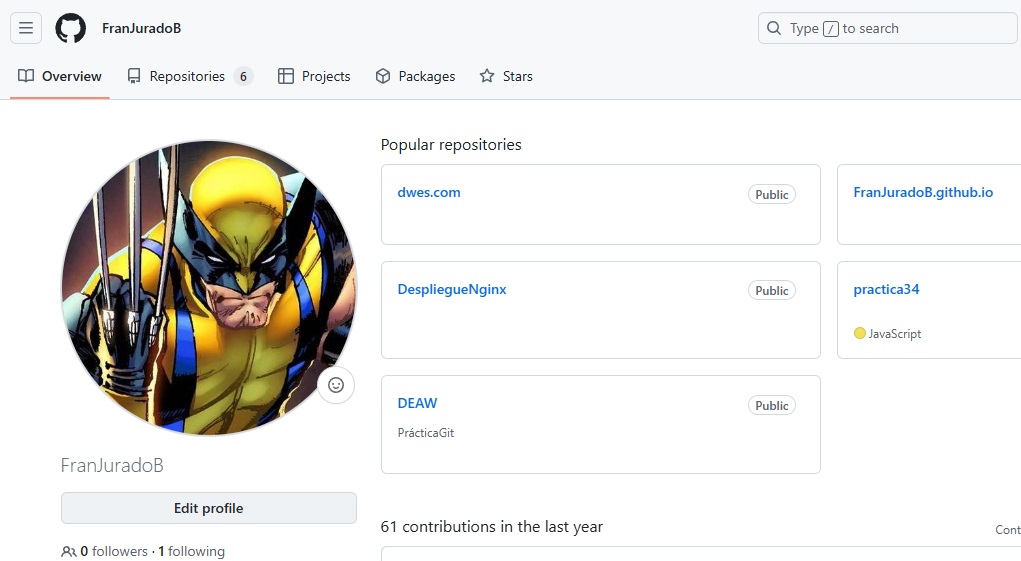 FranJuradoB
Type / to search
Overview Repositories 6 Projects Packages Stars
Popular repositories
dwes.com Public
FranJuradoB.github.io
DespliegueNginx Public
practica34
JavaScript
DEAW Public
PrácticaGit
FranJuradoB
Edit profile
0 followers · 1 following
61 contributions in the last year
Cont